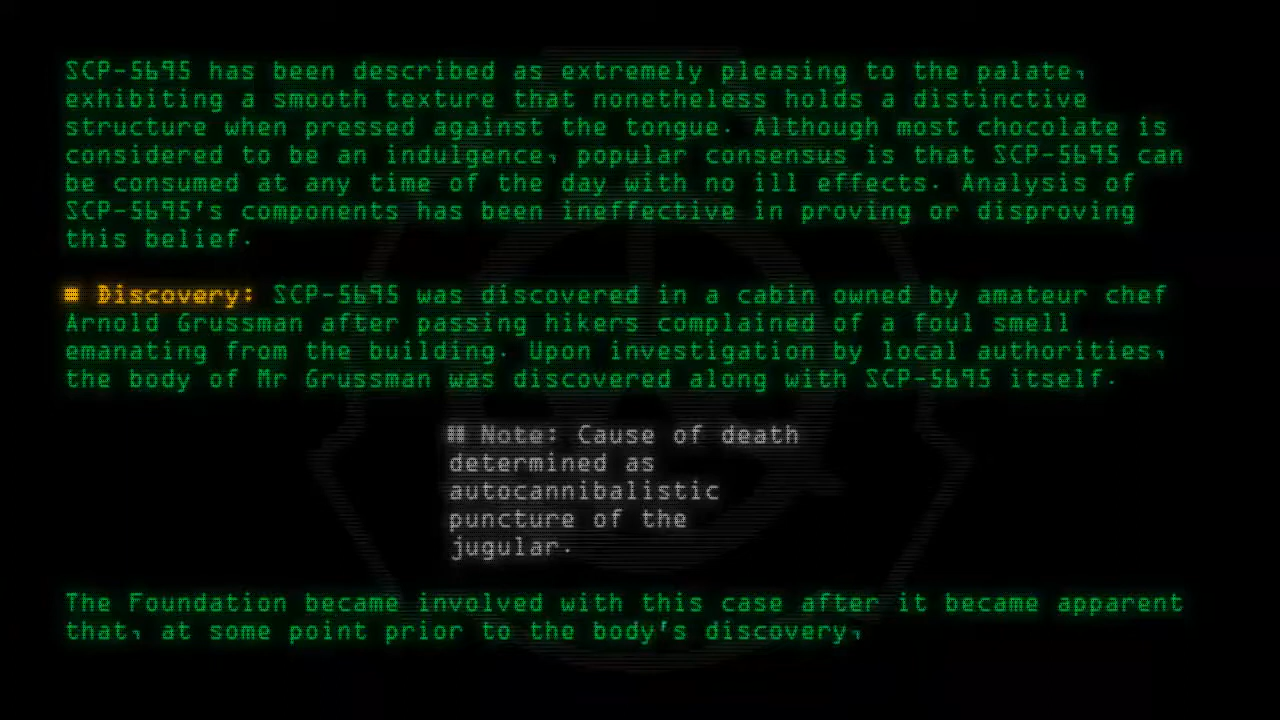 SCP-5695 has been described as extremely pleasing to the palate,
exhibiting a smooth texture that nonetheless holds a distinctive
structure when pressed against the tongue. Although most chocolate is
considered to be an indulgence, popular consensus is that SCP-5695 can
be consumed at any time of the day with no ill effects. Analysis of
SCP-5695's components has been ineffective in proving or disproving
this belief.
# Discovery: SCP-5695 was discovered in a cabin owned by amateur chef
Arnold Grussman after passing hikers complained of a foul smell
emanating from the building. Upon investigation by local authorities,
the body of Mr Grussman was discovered along with SCP-5695 itself.
## Note: Cause of death
determined as
autocannibalistic
puncture of the
jugular.
The Foundation became involved with this case after it became apparent
that, at some point prior to the body's discovery,